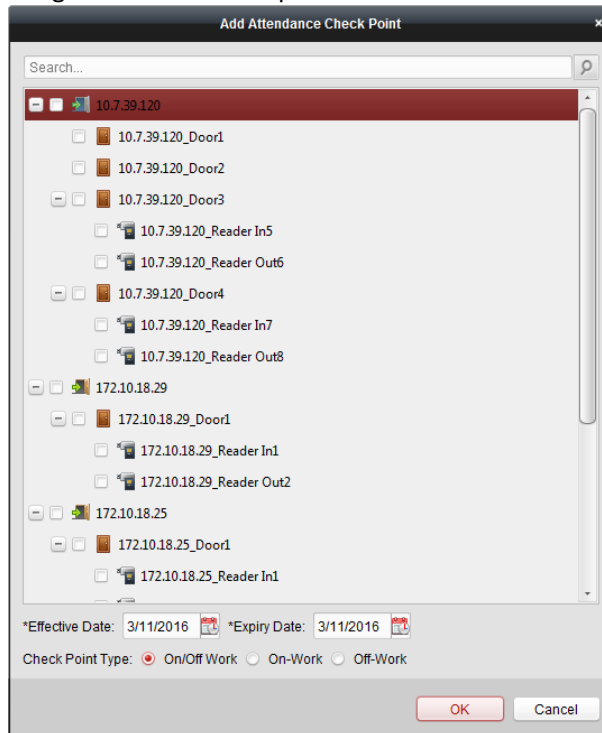 Add Attendance Check Point ×
Search...
10.7.39.120
10.7.39.120_Door1
10.7.39.120_Door2
10.7.39.120_Door3
10.7.39.120_Reader In5
10.7.39.120_Reader Out6
10.7.39.120_Door4
10.7.39.120_Reader In7
10.7.39.120_Reader Out8
172.10.18.29
172.10.18.29_Door1
172.10.18.29_Reader In1
172.10.18.29_Reader Out2
172.10.18.25
172.10.18.25_Door1
172.10.18.25_Reader In1
*Effective Date: 3/11/2016 *Expiry Date: 3/11/2016
Check Point Type: On/Off Work On-Work Off-Work
OK Cancel